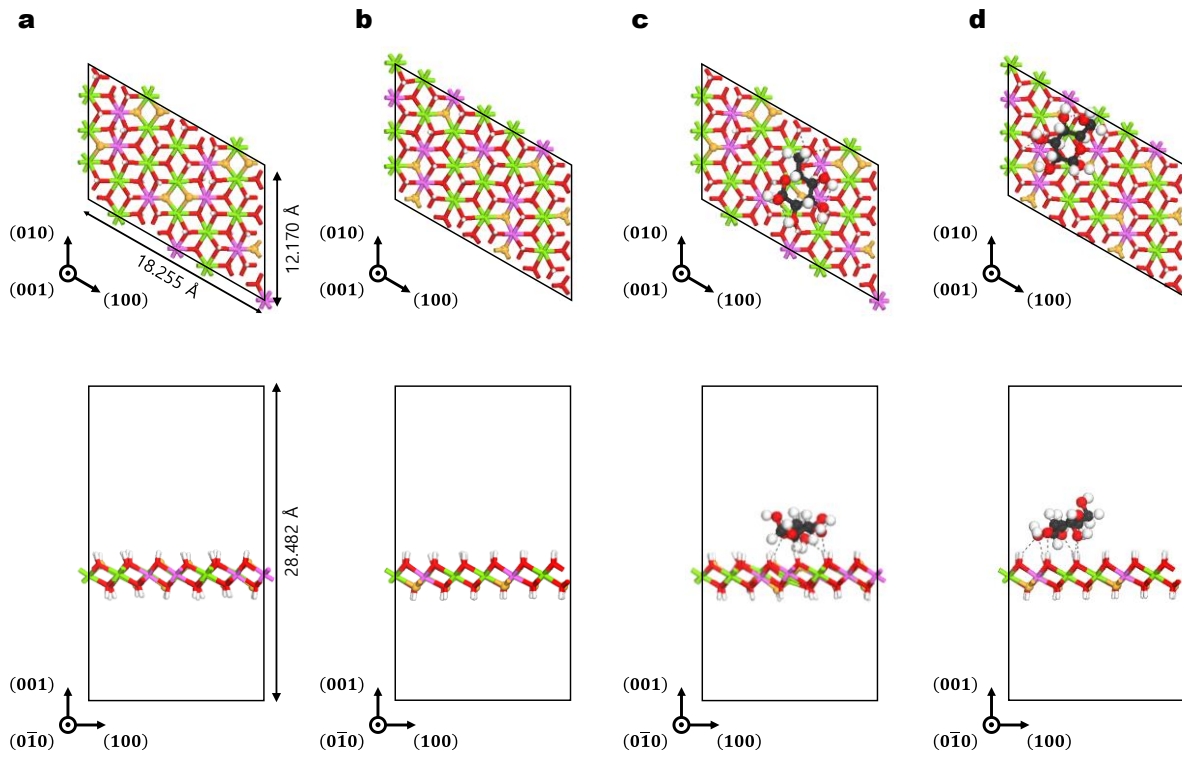 a b c d
12.170 Å
18.255 Å
(010) (010) (010) (010)
(001) (100) (001) (100) (001) (100) (001) (100)
28.482 Å
(001) (001) (001) (001)
(01̅0) (100) (01̅0) (100) (01̅0) (100) (01̅0) (100)